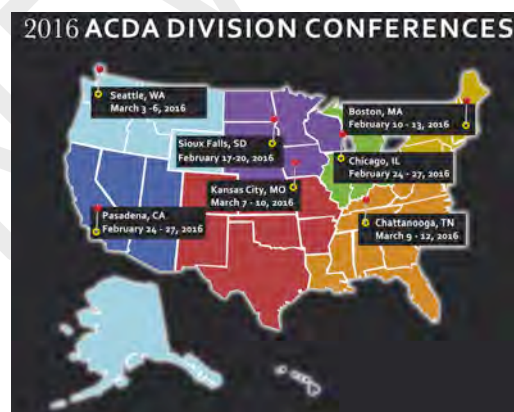 2016 ACDA DIVISION CONFERENCES
Seattle, WA
March 3 -6, 2016
Boston, MA
February 10 - 13, 2016
Sioux Falls, SD
February 17-20, 2016
Chicago, IL
February 24 - 27, 2016
Kansas City, MO
March 7 - 10, 2016
Pasadena, CA
February 24 - 27, 2016
Chattanooga, TN
March 9 - 12, 2016